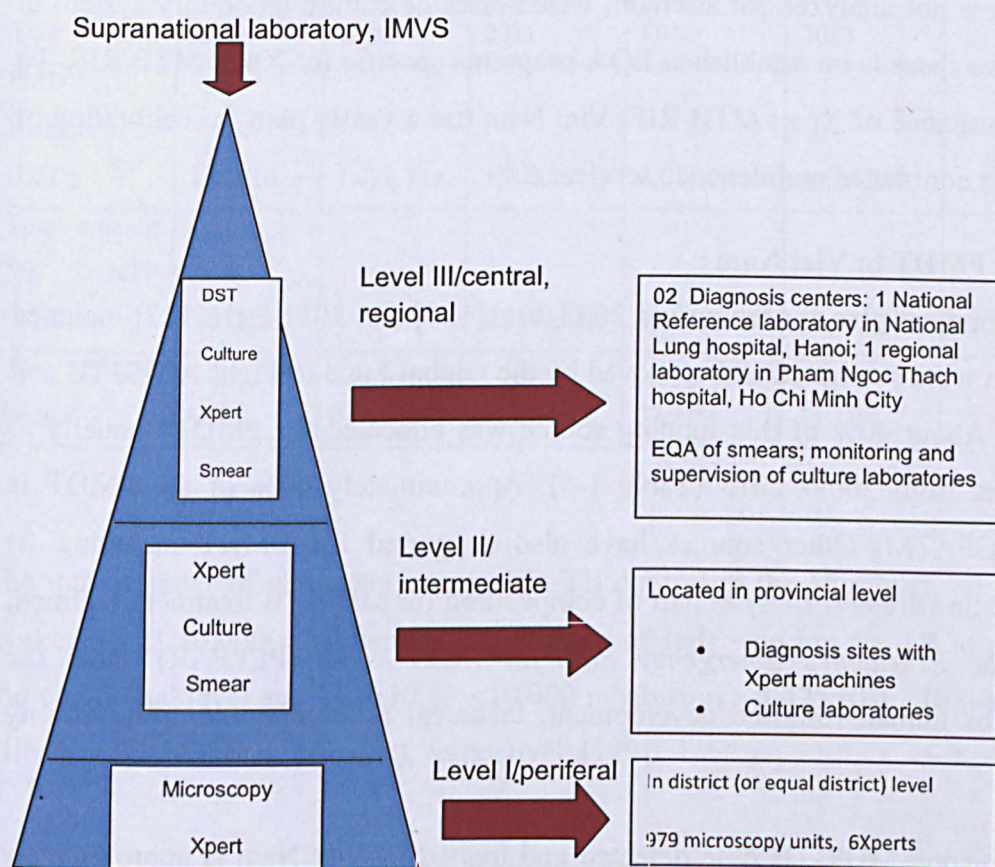 Supranational laboratory, IMVS
Level III/central,
regional
DST
Culture
Xpert
Smear
02 Diagnosis centers: 1 National
Reference laboratory in National
Lung hospital, Hanoi; 1 regional
laboratory in Pham Ngoc Thach
hospital, Ho Chi Minh City
EQA of smears; monitoring and
supervision of culture laboratories
Level II/
intermediate
Xpert
Culture
Smear
Located in provincial level
• Diagnosis sites with
Xpert machines
• Culture laboratories
Level I/periferal
Microscopy
Xpert
In district (or equal district) level
979 microscopy units, 6Xperts